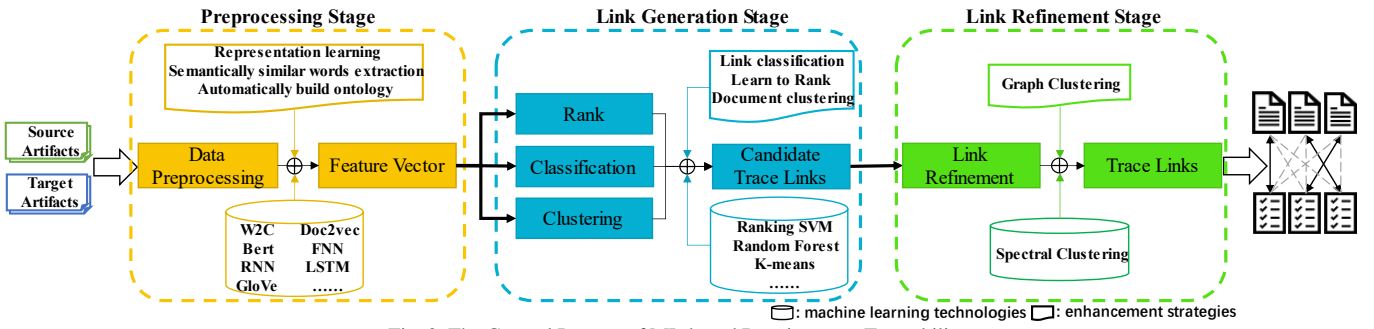 Preprocessing Stage
Representation learning
Semantically similar words extraction
Automatically build ontology
Source
Artifacts
Target
Artifacts
Data
Preprocessing
Feature Vector
W2C Doc2vec
Bert FNN
RNN LSTM
GloVe ……
Link Generation Stage
Rank
Classification
Clustering
Link classification
Learn to Rank
Document clustering
Candidate
Trace Links
Ranking SVM
Random Forest
K-means
……
Link Refinement Stage
Graph Clustering
Link
Refinement
Trace Links
Spectral Clustering
: machine learning technologies : enhancement strategies